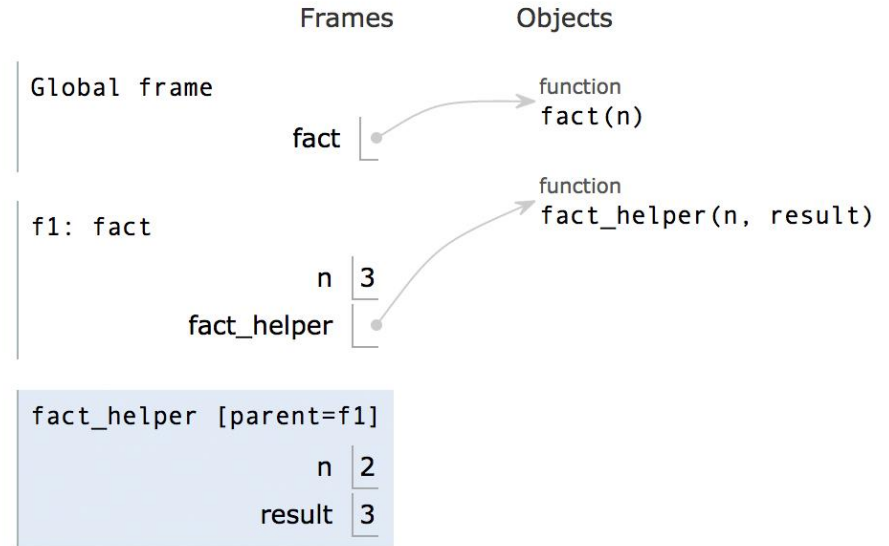 Frames Objects
Global frame
function
fact(n)
fact
function
fact_helper(n, result)
f1: fact
n 3
fact_helper
fact_helper [parent=f1]
n 2
result 3